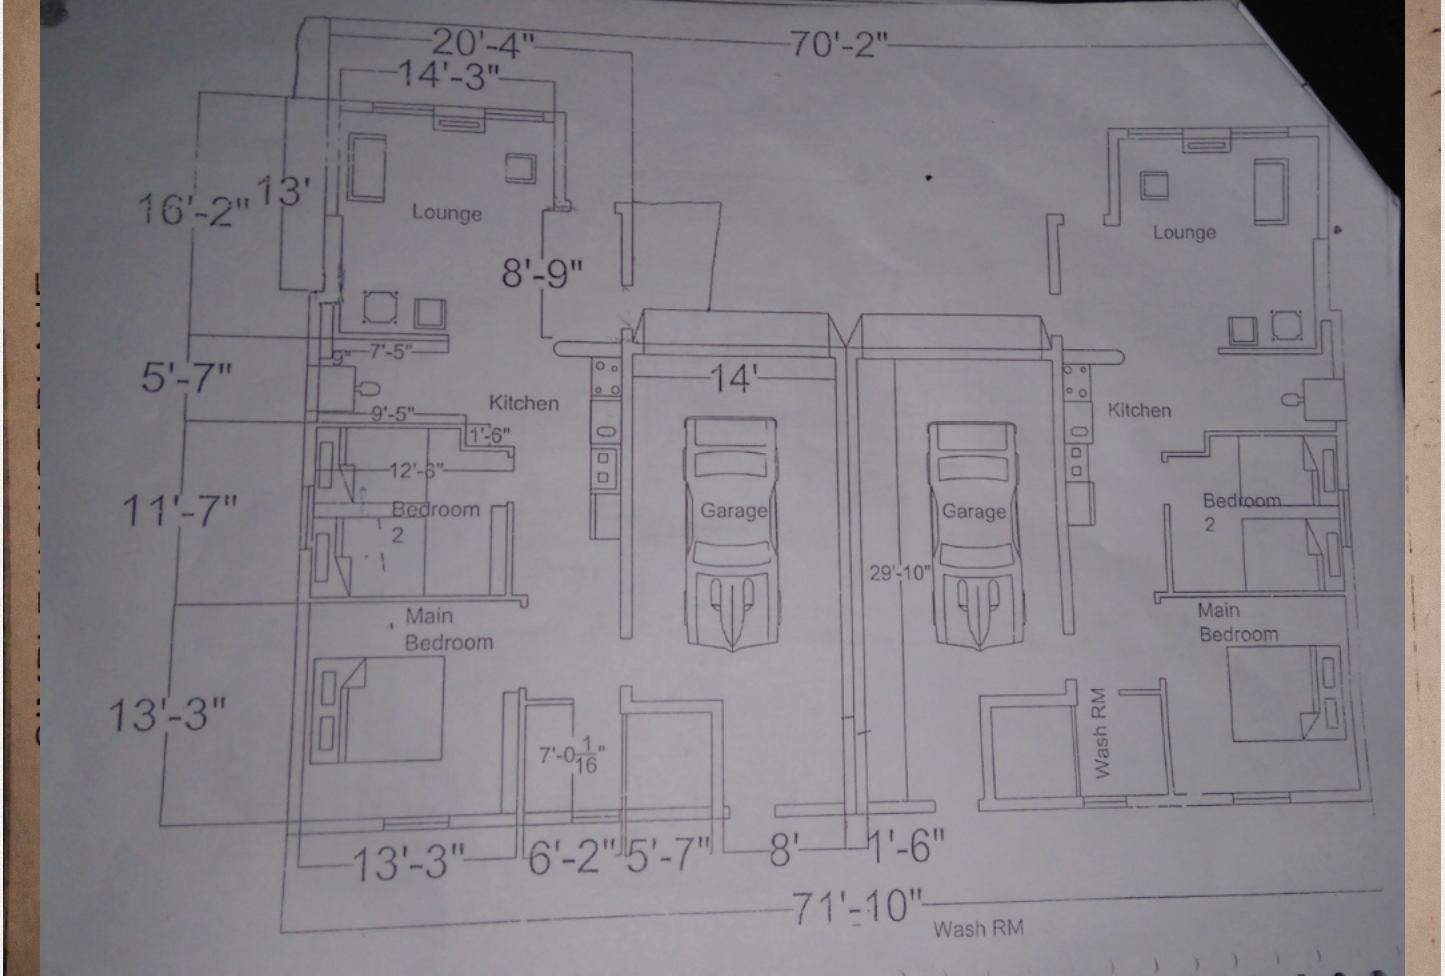 20'-4"
70'-2"
14'-3"
16'-2"
13'
Lounge
Lounge
8'-9"
9"
7'-5"
5'-7"
14'
9'-5"
Kitchen
Kitchen
1'-6"
11'-7"
Bedroom
2
Garage
Garage
Bedroom
2
29'-10"
Main
Bedroom
Main
Bedroom
13'-3"
7'-0 1/16"
Wash RM
13'-3"
6'-2"
5'-7"
8'
1'-6"
71'-10"
Wash RM